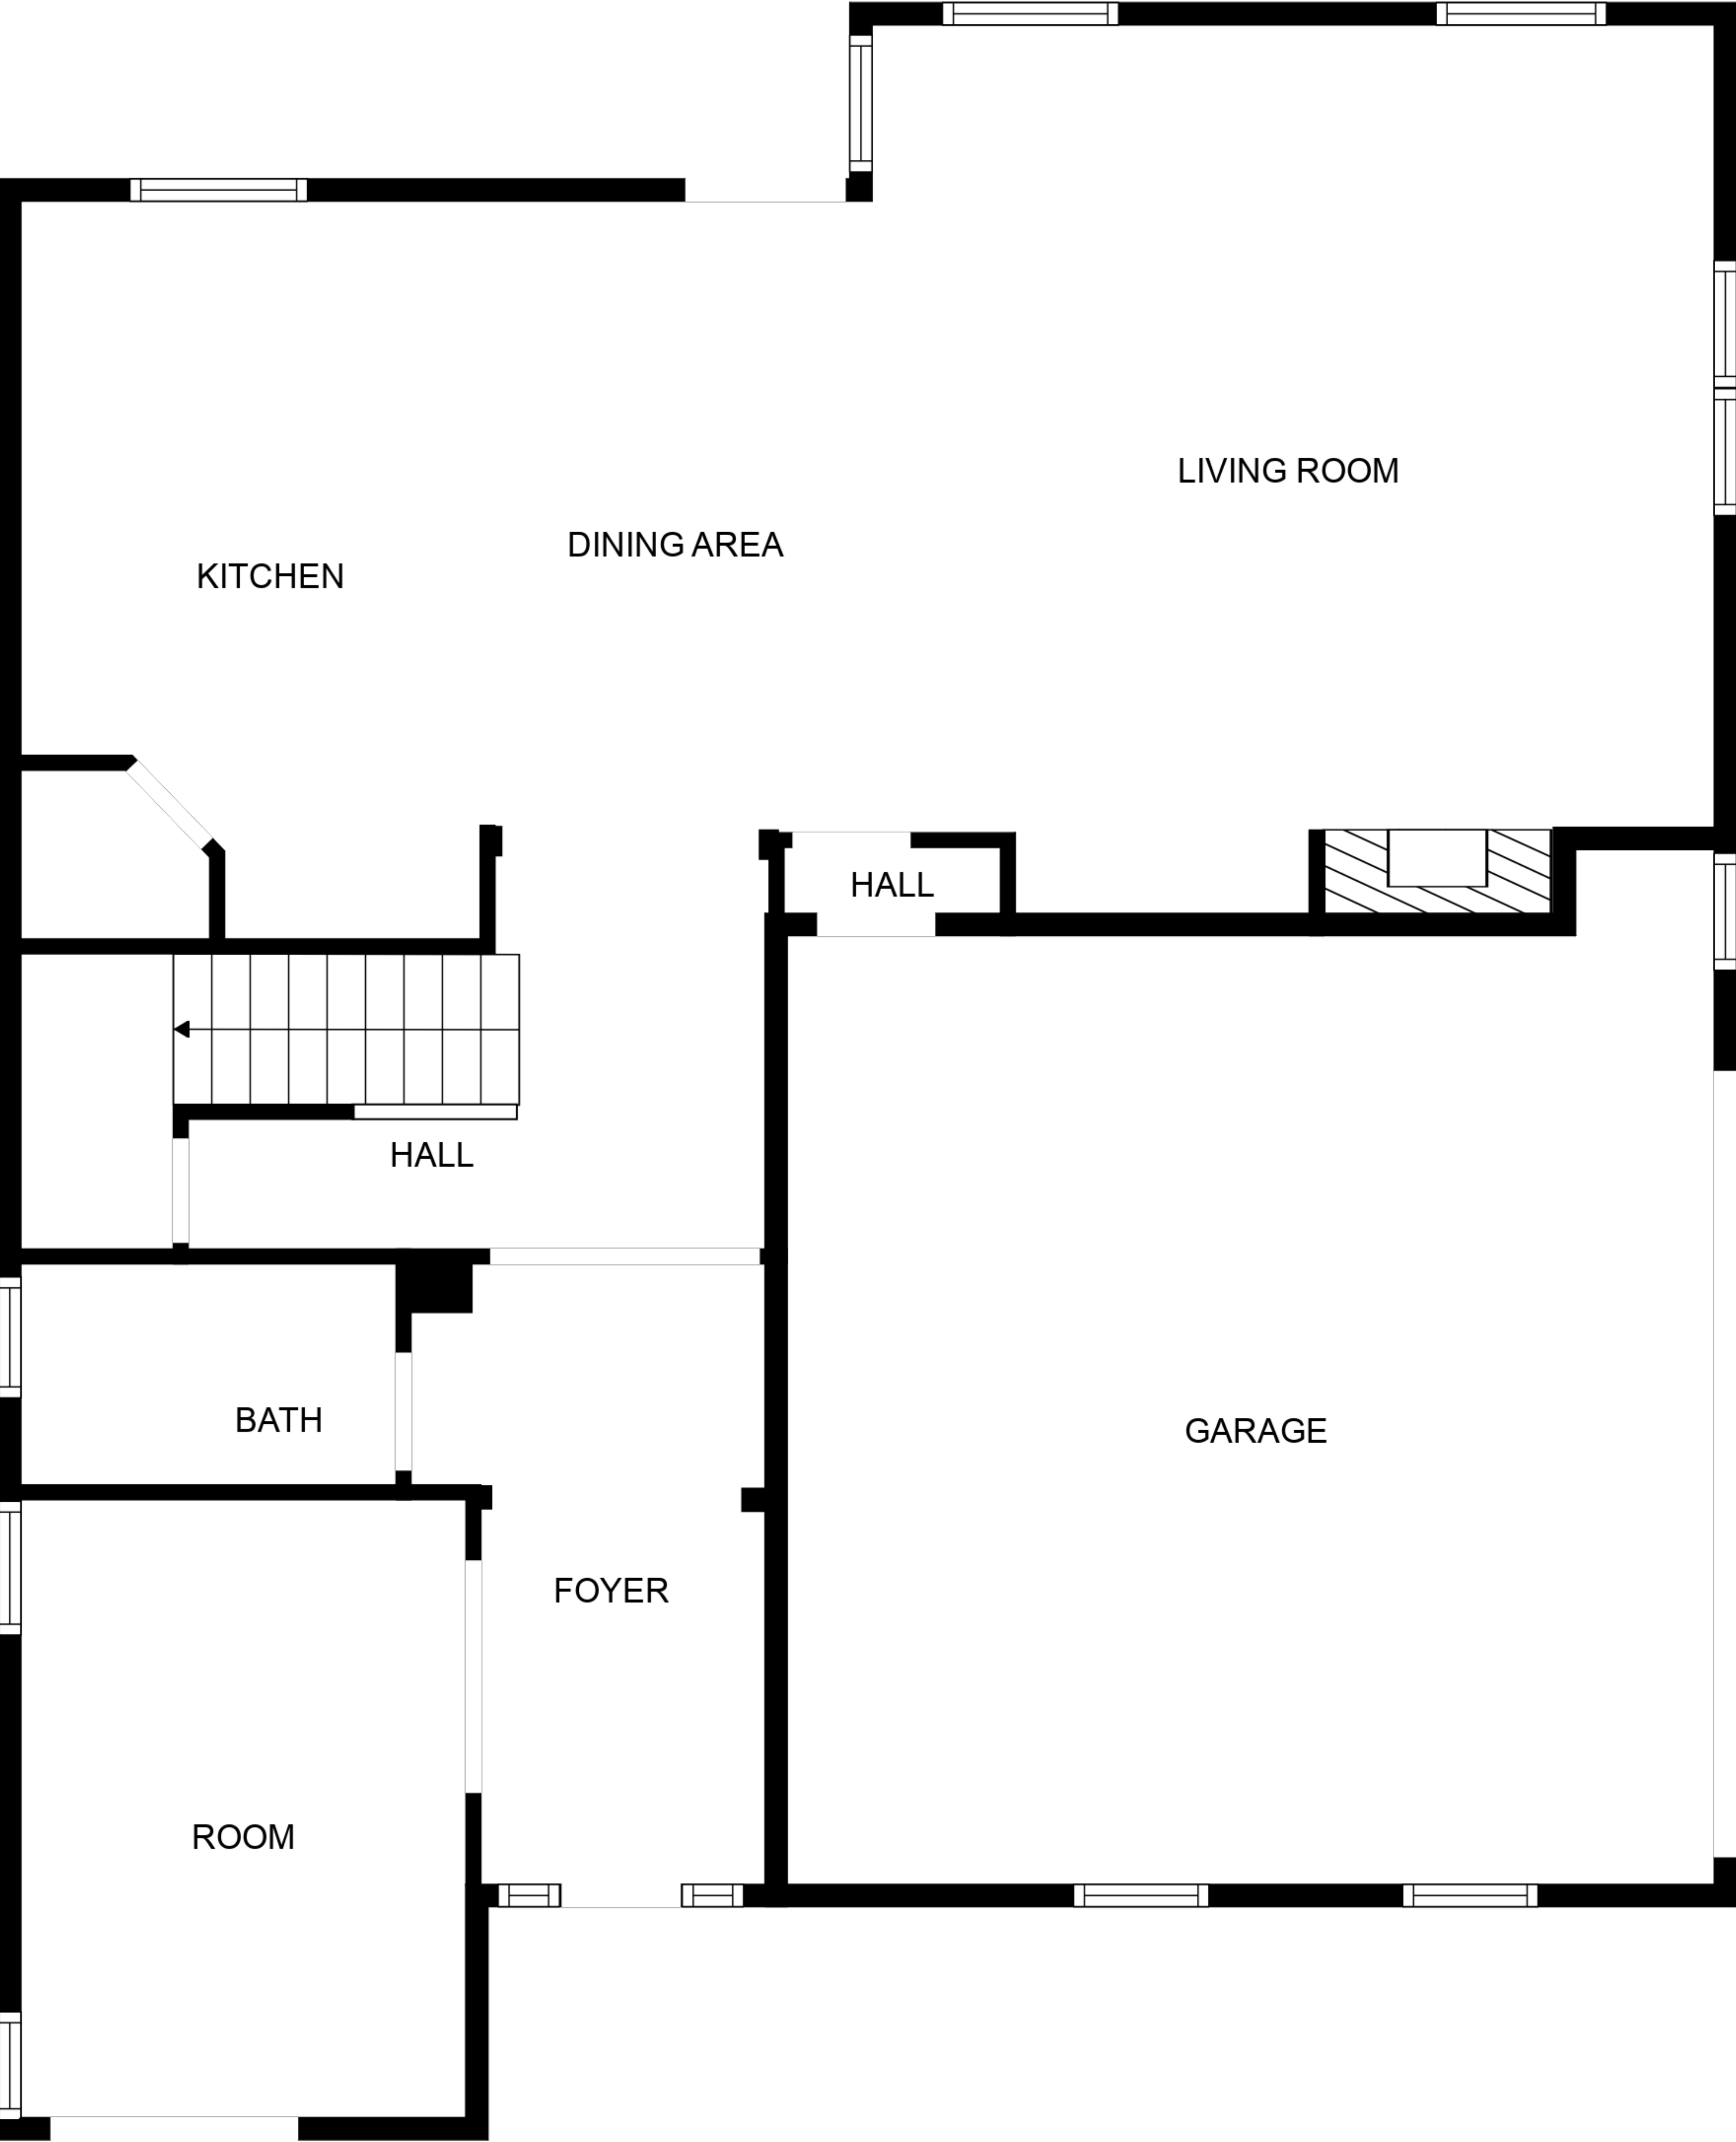 LIVING ROOM
DINING AREA
KITCHEN
HALL
HALL
BATH
GARAGE
FOYER
ROOM